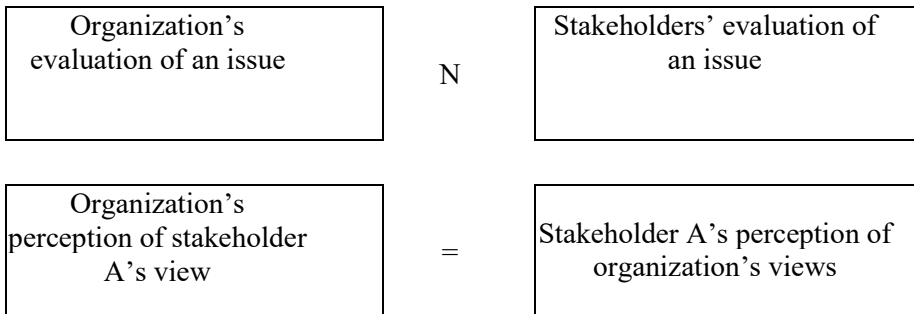 Organization’s
evaluation of an issue
N
Stakeholders’ evaluation of
an issue
Organization’s
perception of stakeholder
A’s view
=
Stakeholder A’s perception of
organization’s views